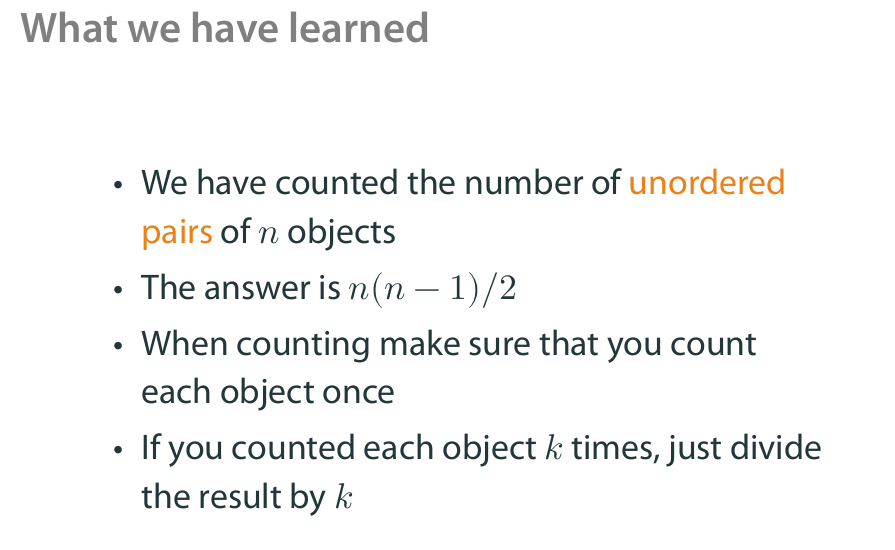 What we have learned
• We have counted the number of unordered
pairs of n objects
• The answer is n(n − 1)/2
• When counting make sure that you count
each object once
• If you counted each object k times, just divide
the result by k